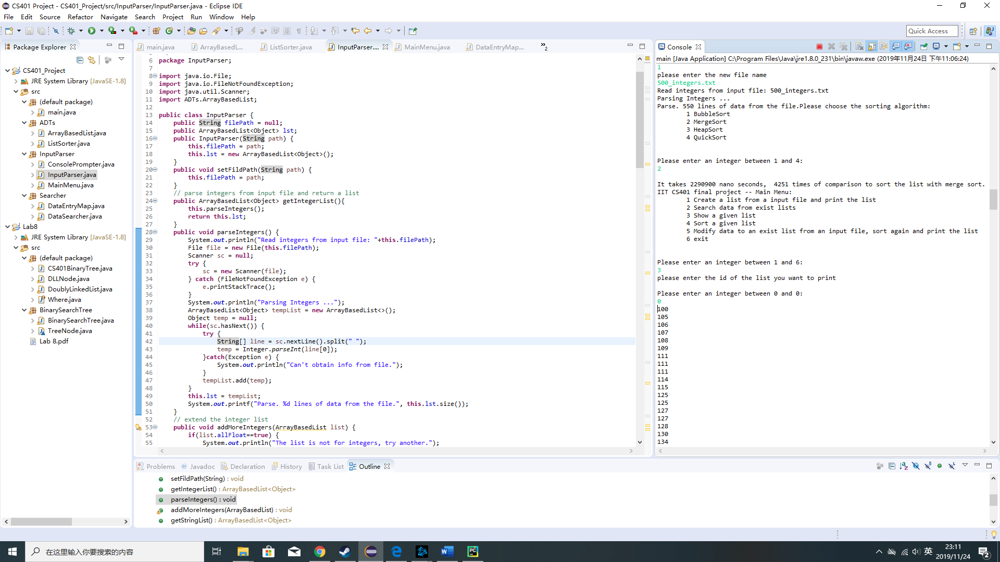 CS401 Project - CS401_Project/src/InputParser/InputParser.java - Eclipse IDE
File Edit Source Refactor Navigate Search Project Run Window Help
Quick Access
Package Explorer
CS401_Project
JRE System Library [JavaSE-1.8]
src
(default package)
main.java
ADTs
ArrayBasedList.java
ListSorter.java
InputParser
ConsolePrompter.java
InputParser.java
MainMenu.java
Searcher
DataEntryMap.java
DataSearcher.java
Lab8
JRE System Library [JavaSE-1.8]
src
(default package)
CS401BinaryTree.java
DLLNode.java
DoublyLinkedList.java
Where.java
BinarySearchTree
BinarySearchTree.java
TreeNode.java
Lab 8.pdf
main.java ArrayBasedL... ListSorter.java InputParser.... MainMenu.java DataEntryMap... »2
6 package InputParser;
7
8 import java.io.File;
9 import java.io.FileNotFoundException;
10 import java.util.Scanner;
11 import ADTs.ArrayBasedList;
12
13 public class InputParser {
14 public String filePath = null;
15 public ArrayBasedList<Object> lst;
16 public InputParser(String path) {
17 this.filePath = path;
18 this.lst = new ArrayBasedList<Object>();
19 }
20 public void setFildPath(String path) {
21 this.filePath = path;
22 }
23 // parse integers from input file and return a list
24 public ArrayBasedList<Object> getIntegerList(){
25 this.parseIntegers();
26 return this.lst;
27 }
28 public void parseIntegers() {
29 System.out.println("Read integers from input file: "+this.filePath);
30 File file = new File(this.filePath);
31 Scanner sc = null;
32 try {
33 sc = new Scanner(file);
34 } catch (FileNotFoundException e) {
35 e.printStackTrace();
36 }
37 System.out.println("Parsing Integers ...");
38 ArrayBasedList<Object> tempList = new ArrayBasedList<>();
39 Object temp = null;
40 while(sc.hasNext()) {
41 try {
42 String[] line = sc.nextLine().split(" ");
43 temp = Integer.parseInt(line[0]);
44 }catch(Exception e) {
45 System.out.println("Can't obtain info from file.");
46 }
47 tempList.add(temp);
48 }
49 this.lst = tempList;
50 System.out.printf("Parse. %d lines of data from the file.", this.lst.size());
51 }
52 // extend the integer list
53 public void addMoreIntegers(ArrayBasedList list) {
54 if(list.allFloat==true) {
55 System.out.println("The list is not for integers, try another.");
Console
main [Java Application] C:\Program Files\Java\jre1.8.0_231\bin\javaw.exe (2019年11月24日 下午11:06:24)
1
please enter the new file name
500_integers.txt
Read integers from input file: 500_integers.txt
Parsing Integers ...
Parse. 550 lines of data from the file.Please choose the sorting algorithm:
1 BubbleSort
2 MergeSort
3 HeapSort
4 QuickSort
Please enter an integer between 1 and 4:
2
It takes 2290900 nano seconds, 4251 times of comparison to sort the list with merge sort.
IIT CS401 final project -- Main Menu:
1 Create a list from a input file and print the list
2 Search data from exist lists
3 Show a given list
4 Sort a given list
5 Modify data to an exist list from an input file, sort again and print the list
6 exit
Please enter an integer between 1 and 6:
3
please enter the id of the list you want to print
Please enter an integer between 0 and 0:
0
100
105
106
107
108
109
111
111
111
114
115
125
125
127
127
128
130
134
Problems Javadoc Declaration History Task List Outline
setFildPath(String) : void
getIntegerList() : ArrayBasedList<Object>
parseIntegers() : void
addMoreIntegers(ArrayBasedList) : void
getStringList() : ArrayBasedList<Object>
在这里输入你要搜索的内容
英
23:11
2019/11/24
2